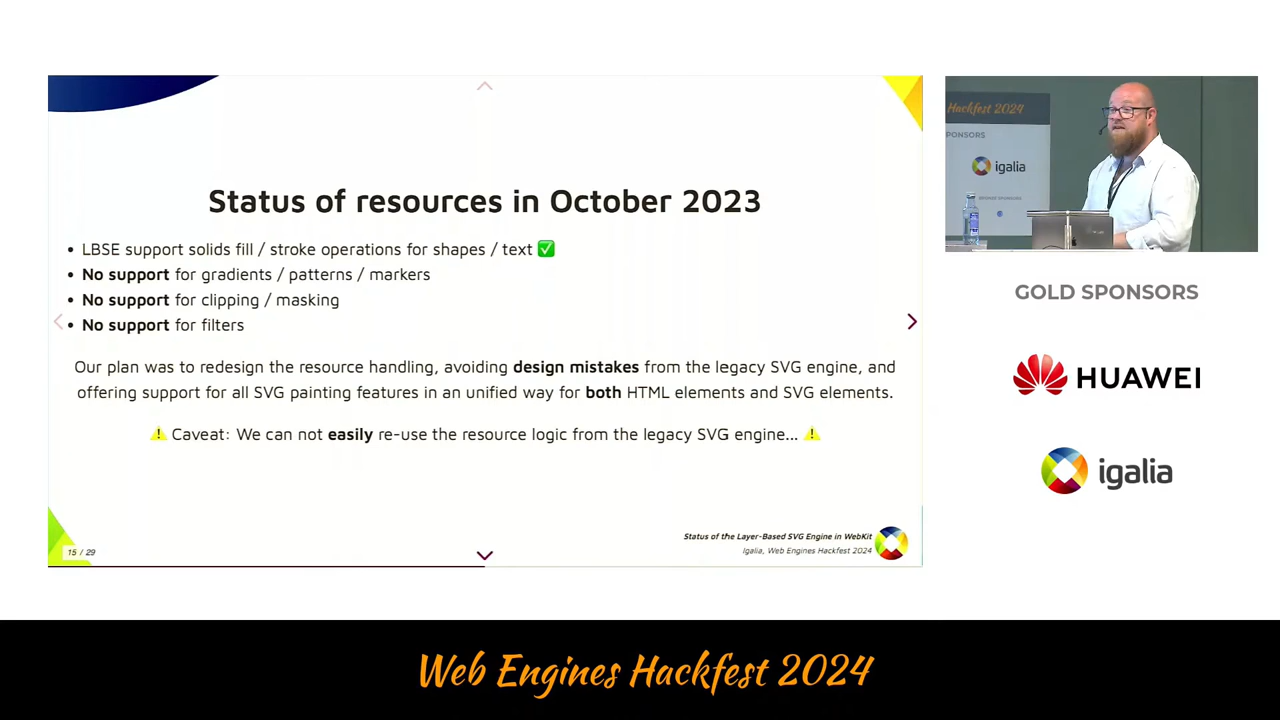 Status of resources in October 2023
• LBSE support solids fill / stroke operations for shapes / text ✅
• No support for gradients / patterns / markers
• No support for clipping / masking
• No support for filters
Our plan was to redesign the resource handling, avoiding design mistakes from the legacy SVG engine, and
offering support for all SVG painting features in an unified way for both HTML elements and SVG elements.
⚠️ Caveat: We can not easily re-use the resource logic from the legacy SVG engine... ⚠️
15 / 29
Status of the Layer-Based SVG Engine in WebKit
Igalia, Web Engines Hackfest 2024
Hackfest 2024
PONSORS
igalia
GOLD SPONSORS
HUAWEI
igalia
Web Engines Hackfest 2024